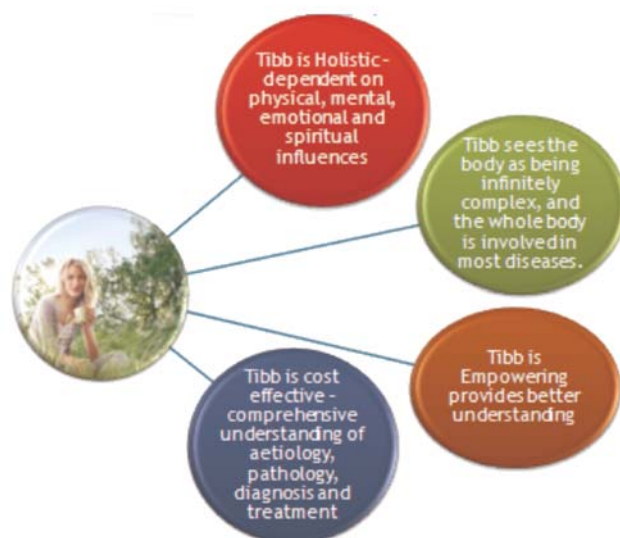 Tibb is Holistic -
dependent on
physical, mental,
emotional and
spiritual
influences
Tibb sees the
body as being
infinitely
complex, and
the whole body
is involved in
most diseases.
Tibb is
Empowering
provides better
understanding
Tibb is cost
effective -
comprehensive
understanding of
aetiology,
pathology,
diagnosis and
treatment